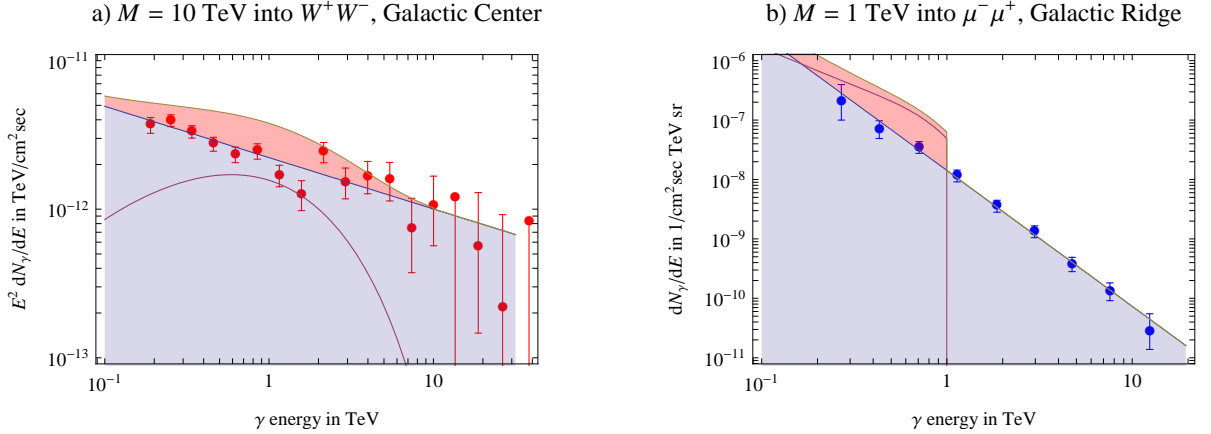 a) M = 10 TeV into W⁺W⁻, Galactic Center
10⁻¹¹
10⁻¹²
10⁻¹³
10⁻¹
1
10
E² dNγ/dE in TeV/cm² sec
γ energy in TeV
b) M = 1 TeV into μ⁻μ⁺, Galactic Ridge
10⁻⁶
10⁻⁷
10⁻⁸
10⁻⁹
10⁻¹⁰
10⁻¹¹
10⁻¹
1
10
dNγ/dE in 1/cm² sec TeV sr
γ energy in TeV